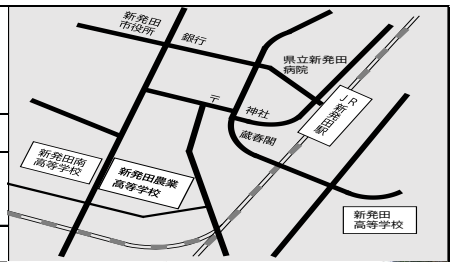 新発田
市役所
銀行
県立新発田
病院
〒
神社
JR
新発田駅
蔵春閣
新発田南
高等学校
新発田農業
高等学校
新発田
高等学校